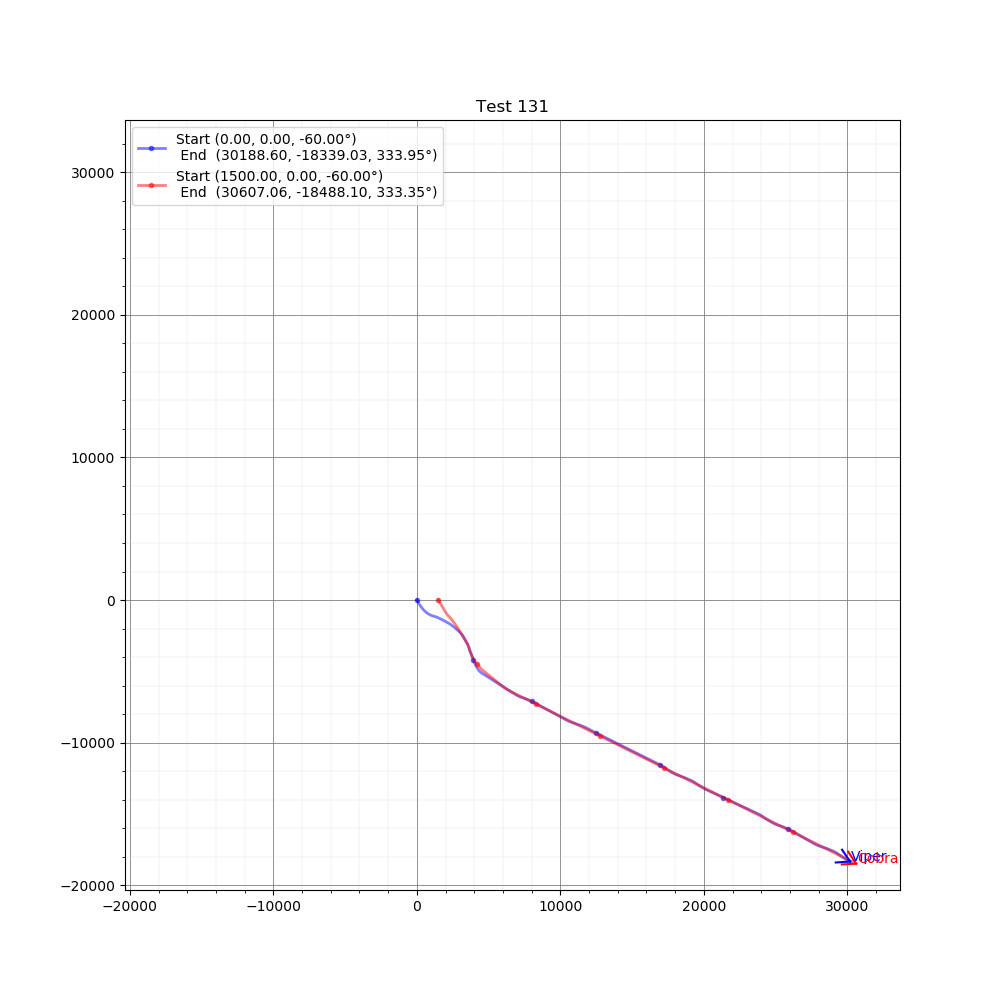 Test 131
Start (0.00, 0.00, -60.00°)
End (30188.60, -18339.03, 333.95°)
Start (1500.00, 0.00, -60.00°)
End (30607.06, -18488.10, 333.35°)
30000
20000
10000
0
−10000
−20000
Viper
Cobra
−20000
−10000
0
10000
20000
30000